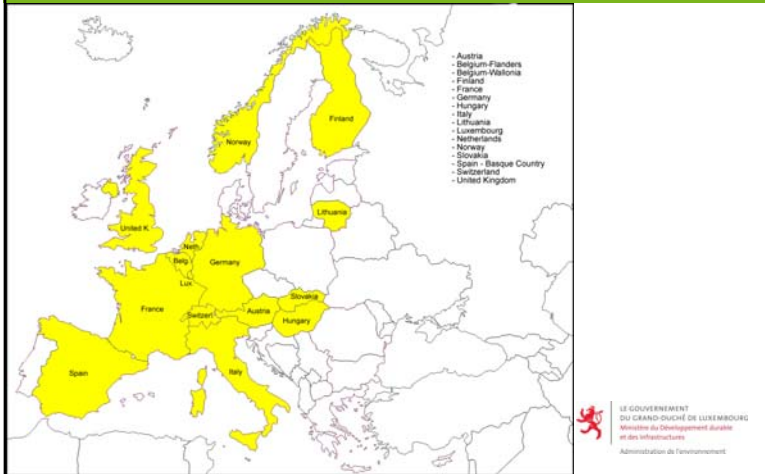 - Austria
- Belgium-Flanders
- Belgium-Wallonia
- Finland
- France
- Germany
- Hungary
- Italy
- Lithuania
- Luxembourg
- Netherlands
- Norway
- Slovakia
- Spain - Basque Country
- Switzerland
- United Kingdom
Finland
Norway
Lithuania
United K.
Neth.
Belg.
Germany
Lux.
Slovakia
France
Switzerl.
Austria
Hungary
Spain
Italy
LE GOUVERNEMENT
DU GRAND-DUCHÉ DE LUXEMBOURG
Ministère du Développement durable
et des Infrastructures
Administration de l'environnement